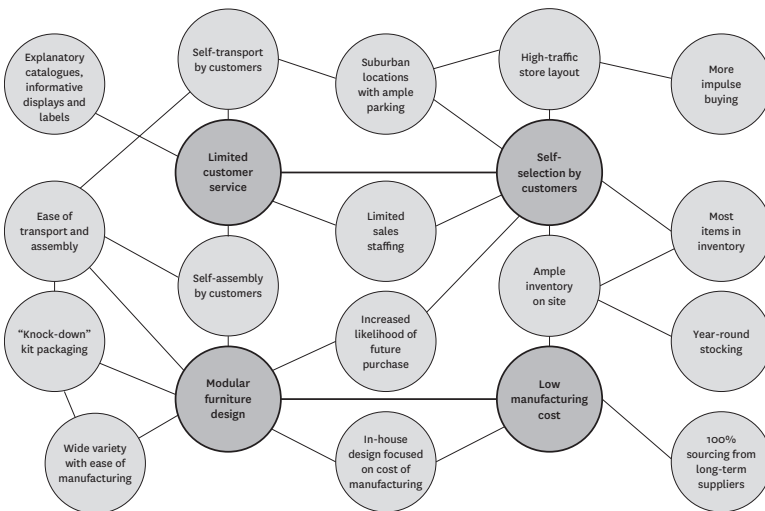 Explanatory
catalogues,
informative
displays and
labels
Self-transport
by customers
Suburban
locations
with ample
parking
High-traffic
store layout
More
impulse
buying
Limited
customer
service
Self-
selection by
customers
Ease of
transport and
assembly
Limited
sales
staffing
Most
items in
inventory
Self-assembly
by customers
Ample
inventory
on site
“Knock-down”
kit packaging
Increased
likelihood of
future
purchase
Year-round
stocking
Modular
furniture
design
Low
manufacturing
cost
Wide variety
with ease of
manufacturing
In-house
design focused
on cost of
manufacturing
100%
sourcing from
long-term
suppliers